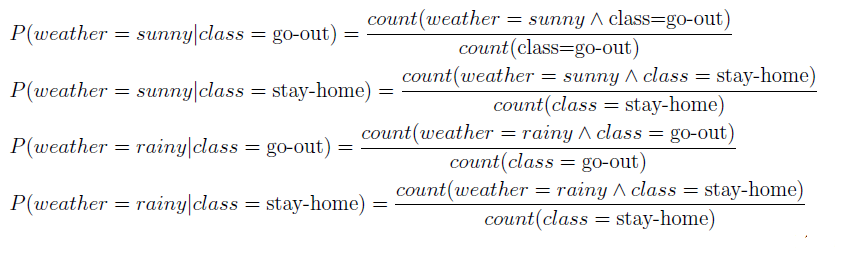 P(weather = sunny|class = go-out) = count(weather = sunny ∧ class=go-out) / count(class=go-out)
P(weather = sunny|class = stay-home) = count(weather = sunny ∧ class = stay-home) / count(class = stay-home)
P(weather = rainy|class = go-out) = count(weather = rainy ∧ class = go-out) / count(class = go-out)
P(weather = rainy|class = stay-home) = count(weather = rainy ∧ class = stay-home) / count(class = stay-home)